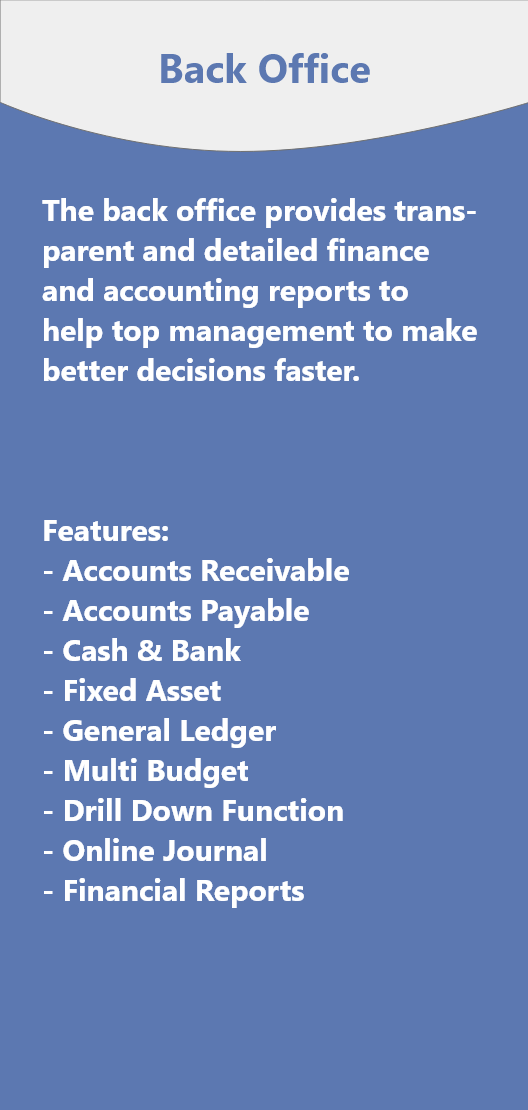 Back Office
The back office provides trans-
parent and detailed finance
and accounting reports to
help top management to make
better decisions faster.
Features:
- Accounts Receivable
- Accounts Payable
- Cash & Bank
- Fixed Asset
- General Ledger
- Multi Budget
- Drill Down Function
- Online Journal
- Financial Reports